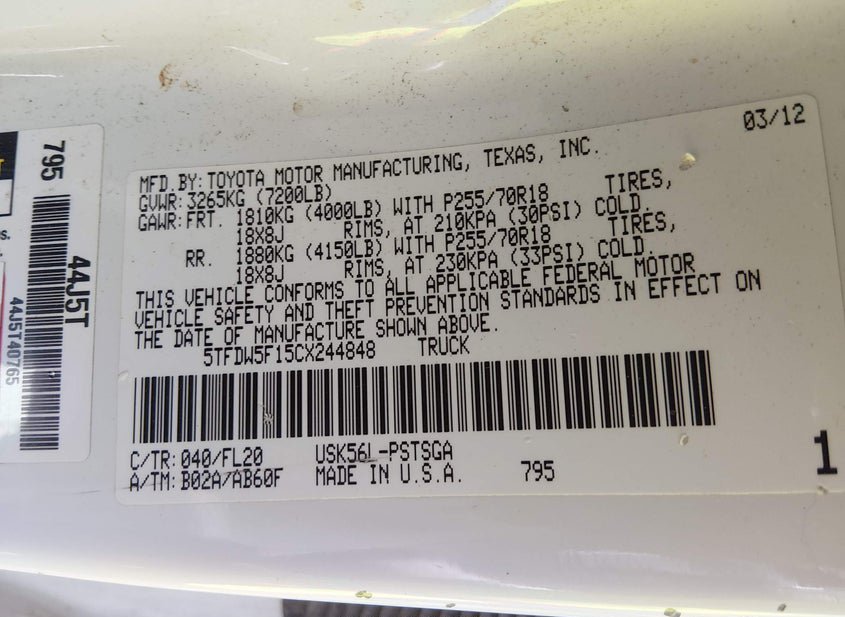 03/12
MFD.BY:TOYOTA MOTOR MANUFACTURING, TEXAS, INC.
GVWR:3265KG (7200LB)
GAWR:FRT. 1810KG (4000LB) WITH P255/70R18 TIRES,
18X8J RIMS, AT 210KPA (30PSI) COLD.
RR. 1880KG (4150LB) WITH P255/70R18 TIRES,
18X8J RIMS, AT 230KPA (33PSI) COLD.
THIS VEHICLE CONFORMS TO ALL APPLICABLE FEDERAL MOTOR
VEHICLE SAFETY AND THEFT PREVENTION STANDARDS IN EFFECT ON
THE DATE OF MANUFACTURE SHOWN ABOVE.
5TFDW5F15CX244848 TRUCK
C/TR:040/FL20 USK56L-PSTSGA
A/TM:B02A/AB60F MADE IN U.S.A. 795
1
795
44J5T
44J5T40765